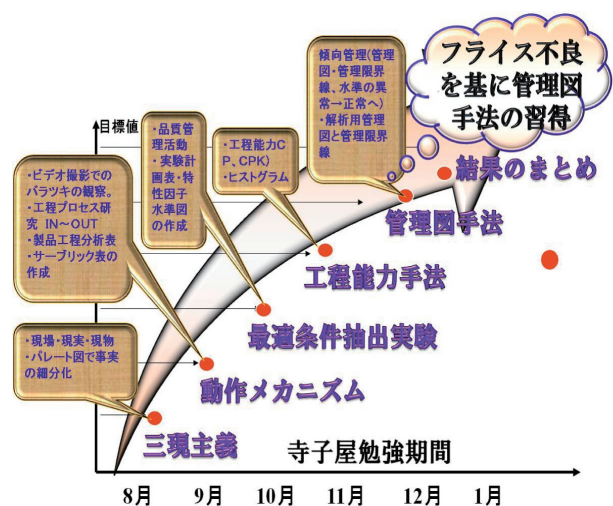 フライス不良
を基に管理図
手法の習得
傾向管理(管理
図・管理限界
線、水準の異
常→正常へ)
・解析用管理
図と管理限界
線
目標値
・品質管
理活動
・実験計
画表・特
性因子
水準図
の作成
・工程能力C
P、CPK)
・ヒストグラム
・ビデオ撮影での
バラツキの観察。
・工程プロセス研
究 IN～OUT
・製品工程分析表
・サーブリック表の
作成
・現場・現実・現物
・パレート図で事実
の細分化
結果のまとめ
管理図手法
工程能力手法
最適条件抽出実験
動作メカニズム
三現主義
寺子屋勉強期間
8月 9月 10月 11月 12月 1月